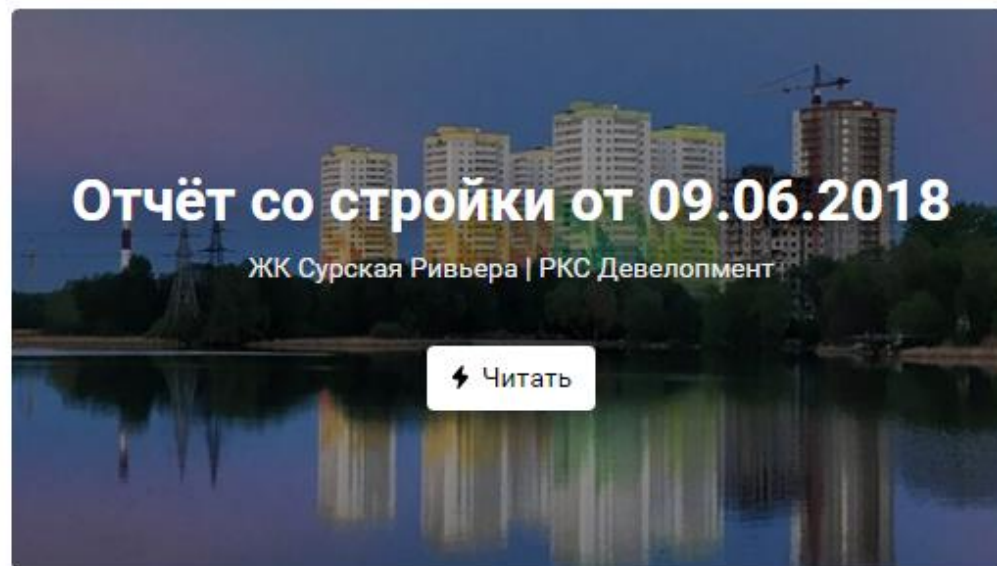 Отчёт со стройки от 09.06.2018
ЖК Сурская Ривьера | РКС Девелопмент
Читать